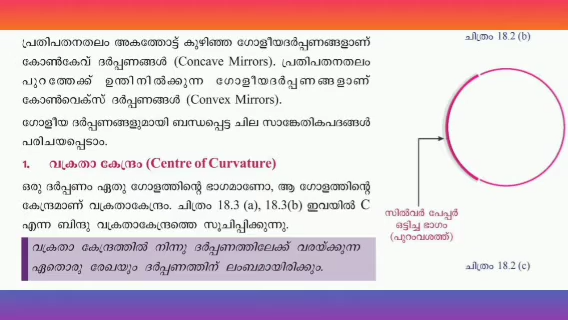 പ്രതിപതനതലം അകത്തോട്ട് കുഴിഞ്ഞ ഗോളീയദർപ്പണങ്ങളാണ്
കോൺകേവ് ദർപ്പണങ്ങൾ (Concave Mirrors). പ്രതിപതനതലം
പുറത്തേക്ക് ഉന്തിനിൽക്കുന്ന ഗോളീയദർപ്പണങ്ങളാണ്
കോൺവെക്സ് ദർപ്പണങ്ങൾ (Convex Mirrors).
ഗോളീയ ദർപ്പണങ്ങളുമായി ബന്ധപ്പെട്ട ചില സാങ്കേതികപദങ്ങൾ
പരിചയപ്പെടാം.
1. വക്രതാ കേന്ദ്രം (Centre of Curvature)
ഒരു ദർപ്പണം ഏതു ഗോളത്തിന്റെ ഭാഗമാണോ, ആ ഗോളത്തിന്റെ
കേന്ദ്രമാണ് വക്രതാകേന്ദ്രം. ചിത്രം 18.3 (a), 18.3(b) ഇവയിൽ C
എന്ന ബിന്ദു വക്രതാകേന്ദ്രത്തെ സൂചിപ്പിക്കുന്നു.
വക്രതാ കേന്ദ്രത്തിൽ നിന്നു ദർപ്പണത്തിലേക്ക് വരയ്ക്കുന്ന
ഏതൊരു രേഖയും ദർപ്പണത്തിന് ലംബമായിരിക്കും.
ചിത്രം 18.2 (b)
സിൽവർ പേപ്പർ
ഒട്ടിച്ച ഭാഗം
(പുറംവശത്ത്)
ചിത്രം 18.2 (c)